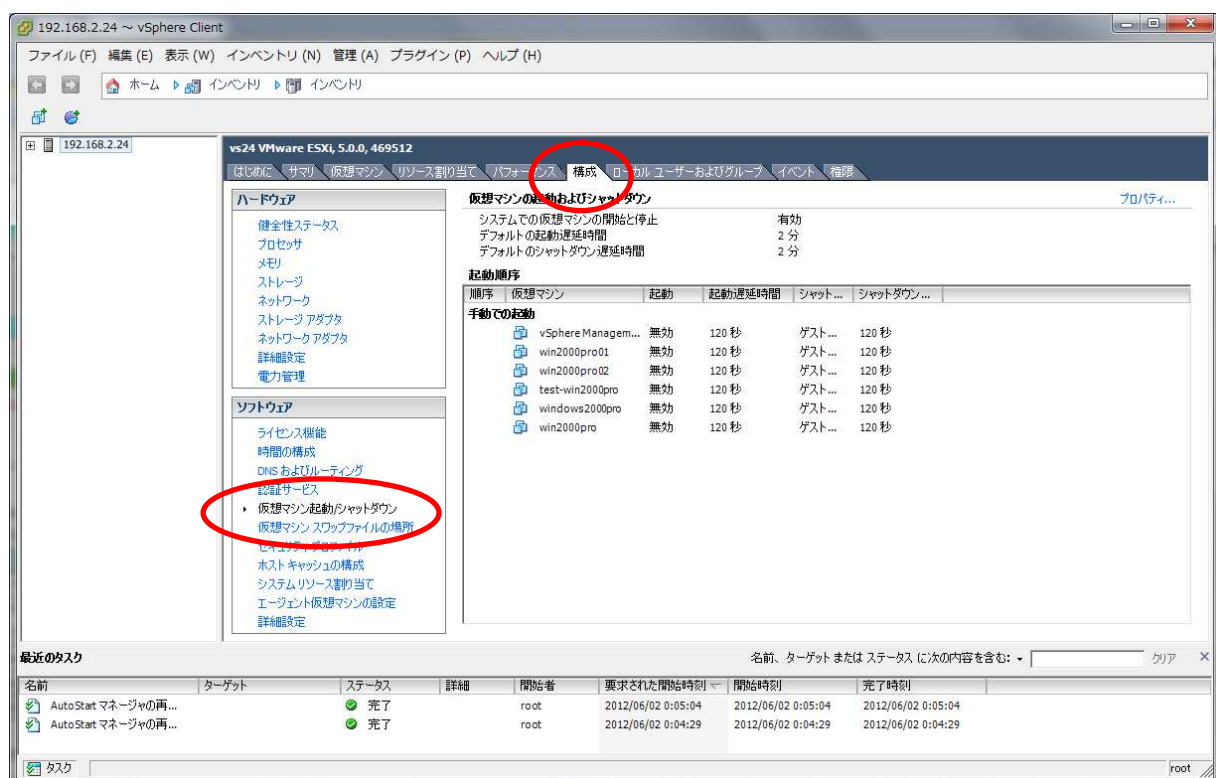 192.168.2.24 ～ vSphere Client
ファイル (F) 編集 (E) 表示 (W) インベントリ (N) 管理 (A) プラグイン (P) ヘルプ (H)
ホーム インベントリ インベントリ
192.168.2.24
vs24 VMware ESXi, 5.0.0, 469512
はじめに サマリ 仮想マシン リソース割り当て パフォーマンス 構成 ローカル ユーザーおよびグループ イベント 権限
ハードウェア
健全性ステータス
プロセッサ
メモリ
ストレージ
ネットワーク
ストレージ アダプタ
ネットワーク アダプタ
詳細設定
電力管理
ソフトウェア
ライセンス機能
時間の構成
DNS およびルーティング
認証サービス
仮想マシン起動/シャットダウン
仮想マシン スワップファイルの場所
セキュリティ プロファイル
ホスト キャッシュの構成
システム リソース割り当て
エージェント仮想マシンの設定
詳細設定
仮想マシンの起動およびシャットダウン プロパティ...
システムでの仮想マシンの開始と停止 有効
デフォルトの起動遅延時間 2 分
デフォルトのシャットダウン遅延時間 2 分
起動順序
順序 仮想マシン 起動 起動遅延時間 シャット... シャットダウン...
手動での起動
vSphere Managem... 無効 120 秒 ゲスト... 120 秒
win2000pro01 無効 120 秒 ゲスト... 120 秒
win2000pro02 無効 120 秒 ゲスト... 120 秒
test-win2000pro 無効 120 秒 ゲスト... 120 秒
windows2000pro 無効 120 秒 ゲスト... 120 秒
win2000pro 無効 120 秒 ゲスト... 120 秒
最近のタスク 名前、ターゲット または ステータス に次の内容を含む: クリア
名前 ターゲット ステータス 詳細 開始者 要求された開始時刻 開始時刻 完了時刻
AutoStart マネージャの再... 完了 root 2012/06/02 0:05:04 2012/06/02 0:05:04 2012/06/02 0:05:04
AutoStart マネージャの再... 完了 root 2012/06/02 0:04:29 2012/06/02 0:04:29 2012/06/02 0:04:29
タスク root